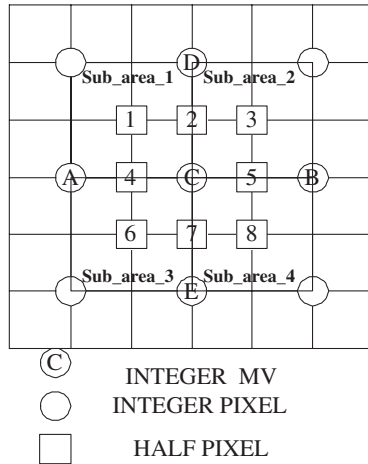 D
Sub_area_1 Sub_area_2
1 2 3
A 4 C 5 B
6 7 8
Sub_area_3 Sub_area_4
E
C INTEGER MV
INTEGER PIXEL
HALF PIXEL